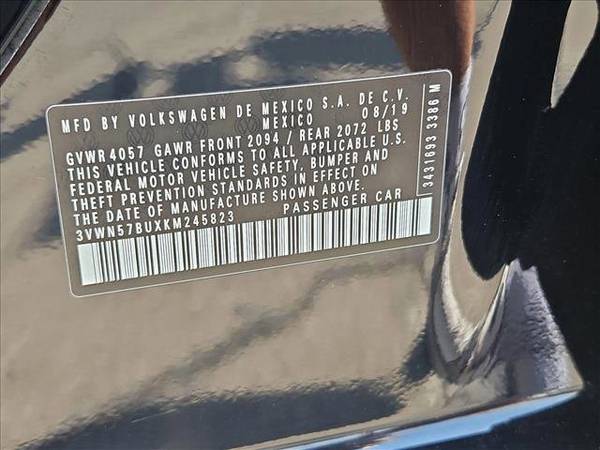 MFD BY VOLKSWAGEN DE MEXICO S.A. DE C.V.
MEXICO 08/19
GVWR 4057 GAWR FRONT 2094 / REAR 2072 LBS
THIS VEHICLE CONFORMS TO ALL APPLICABLE U.S.
FEDERAL MOTOR VEHICLE SAFETY, BUMPER AND
THEFT PREVENTION STANDARDS IN EFFECT ON
THE DATE OF MANUFACTURE SHOWN ABOVE.
3VWN57BUXKM245823 PASSENGER CAR
3431693 3386 M